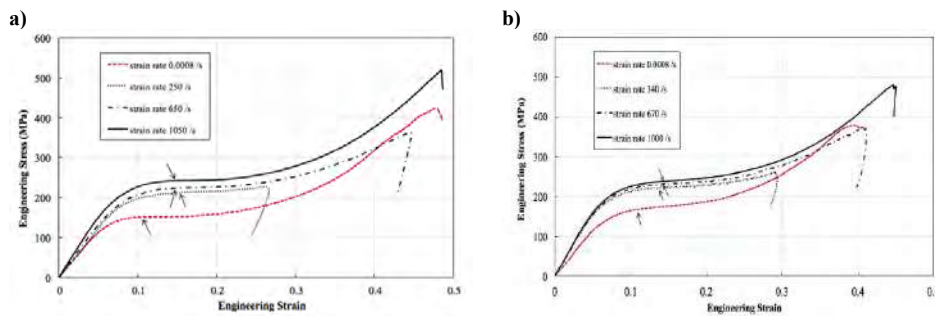 a)
600
500
400
300
200
100
0
Engineering Stress (MPa)
strain rate 0.0008 /s
strain rate 250 /s
strain rate 650 /s
strain rate 1050 /s
0 0.1 0.2 0.3 0.4 0.5
Engineering Strain
b)
600
500
400
300
200
100
0
Engineering Stress (MPa)
strain rate 0.0008 /s
strain rate 340 /s
strain rate 670 /s
strain rate 1000 /s
0 0.1 0.2 0.3 0.4 0.5
Engineering Strain